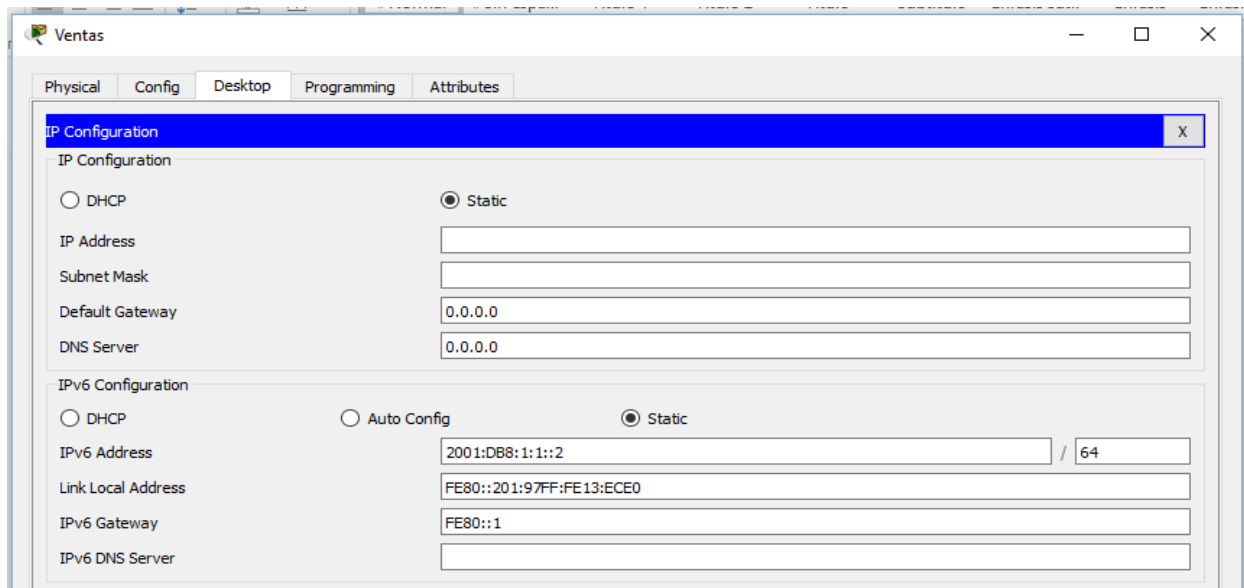 Ventas
Physical Config Desktop Programming Attributes
IP Configuration X
IP Configuration
DHCP Static
IP Address
Subnet Mask
Default Gateway 0.0.0.0
DNS Server 0.0.0.0
IPv6 Configuration
DHCP Auto Config Static
IPv6 Address 2001:DB8:1:1::2 / 64
Link Local Address FE80::201:97FF:FE13:ECE0
IPv6 Gateway FE80::1
IPv6 DNS Server